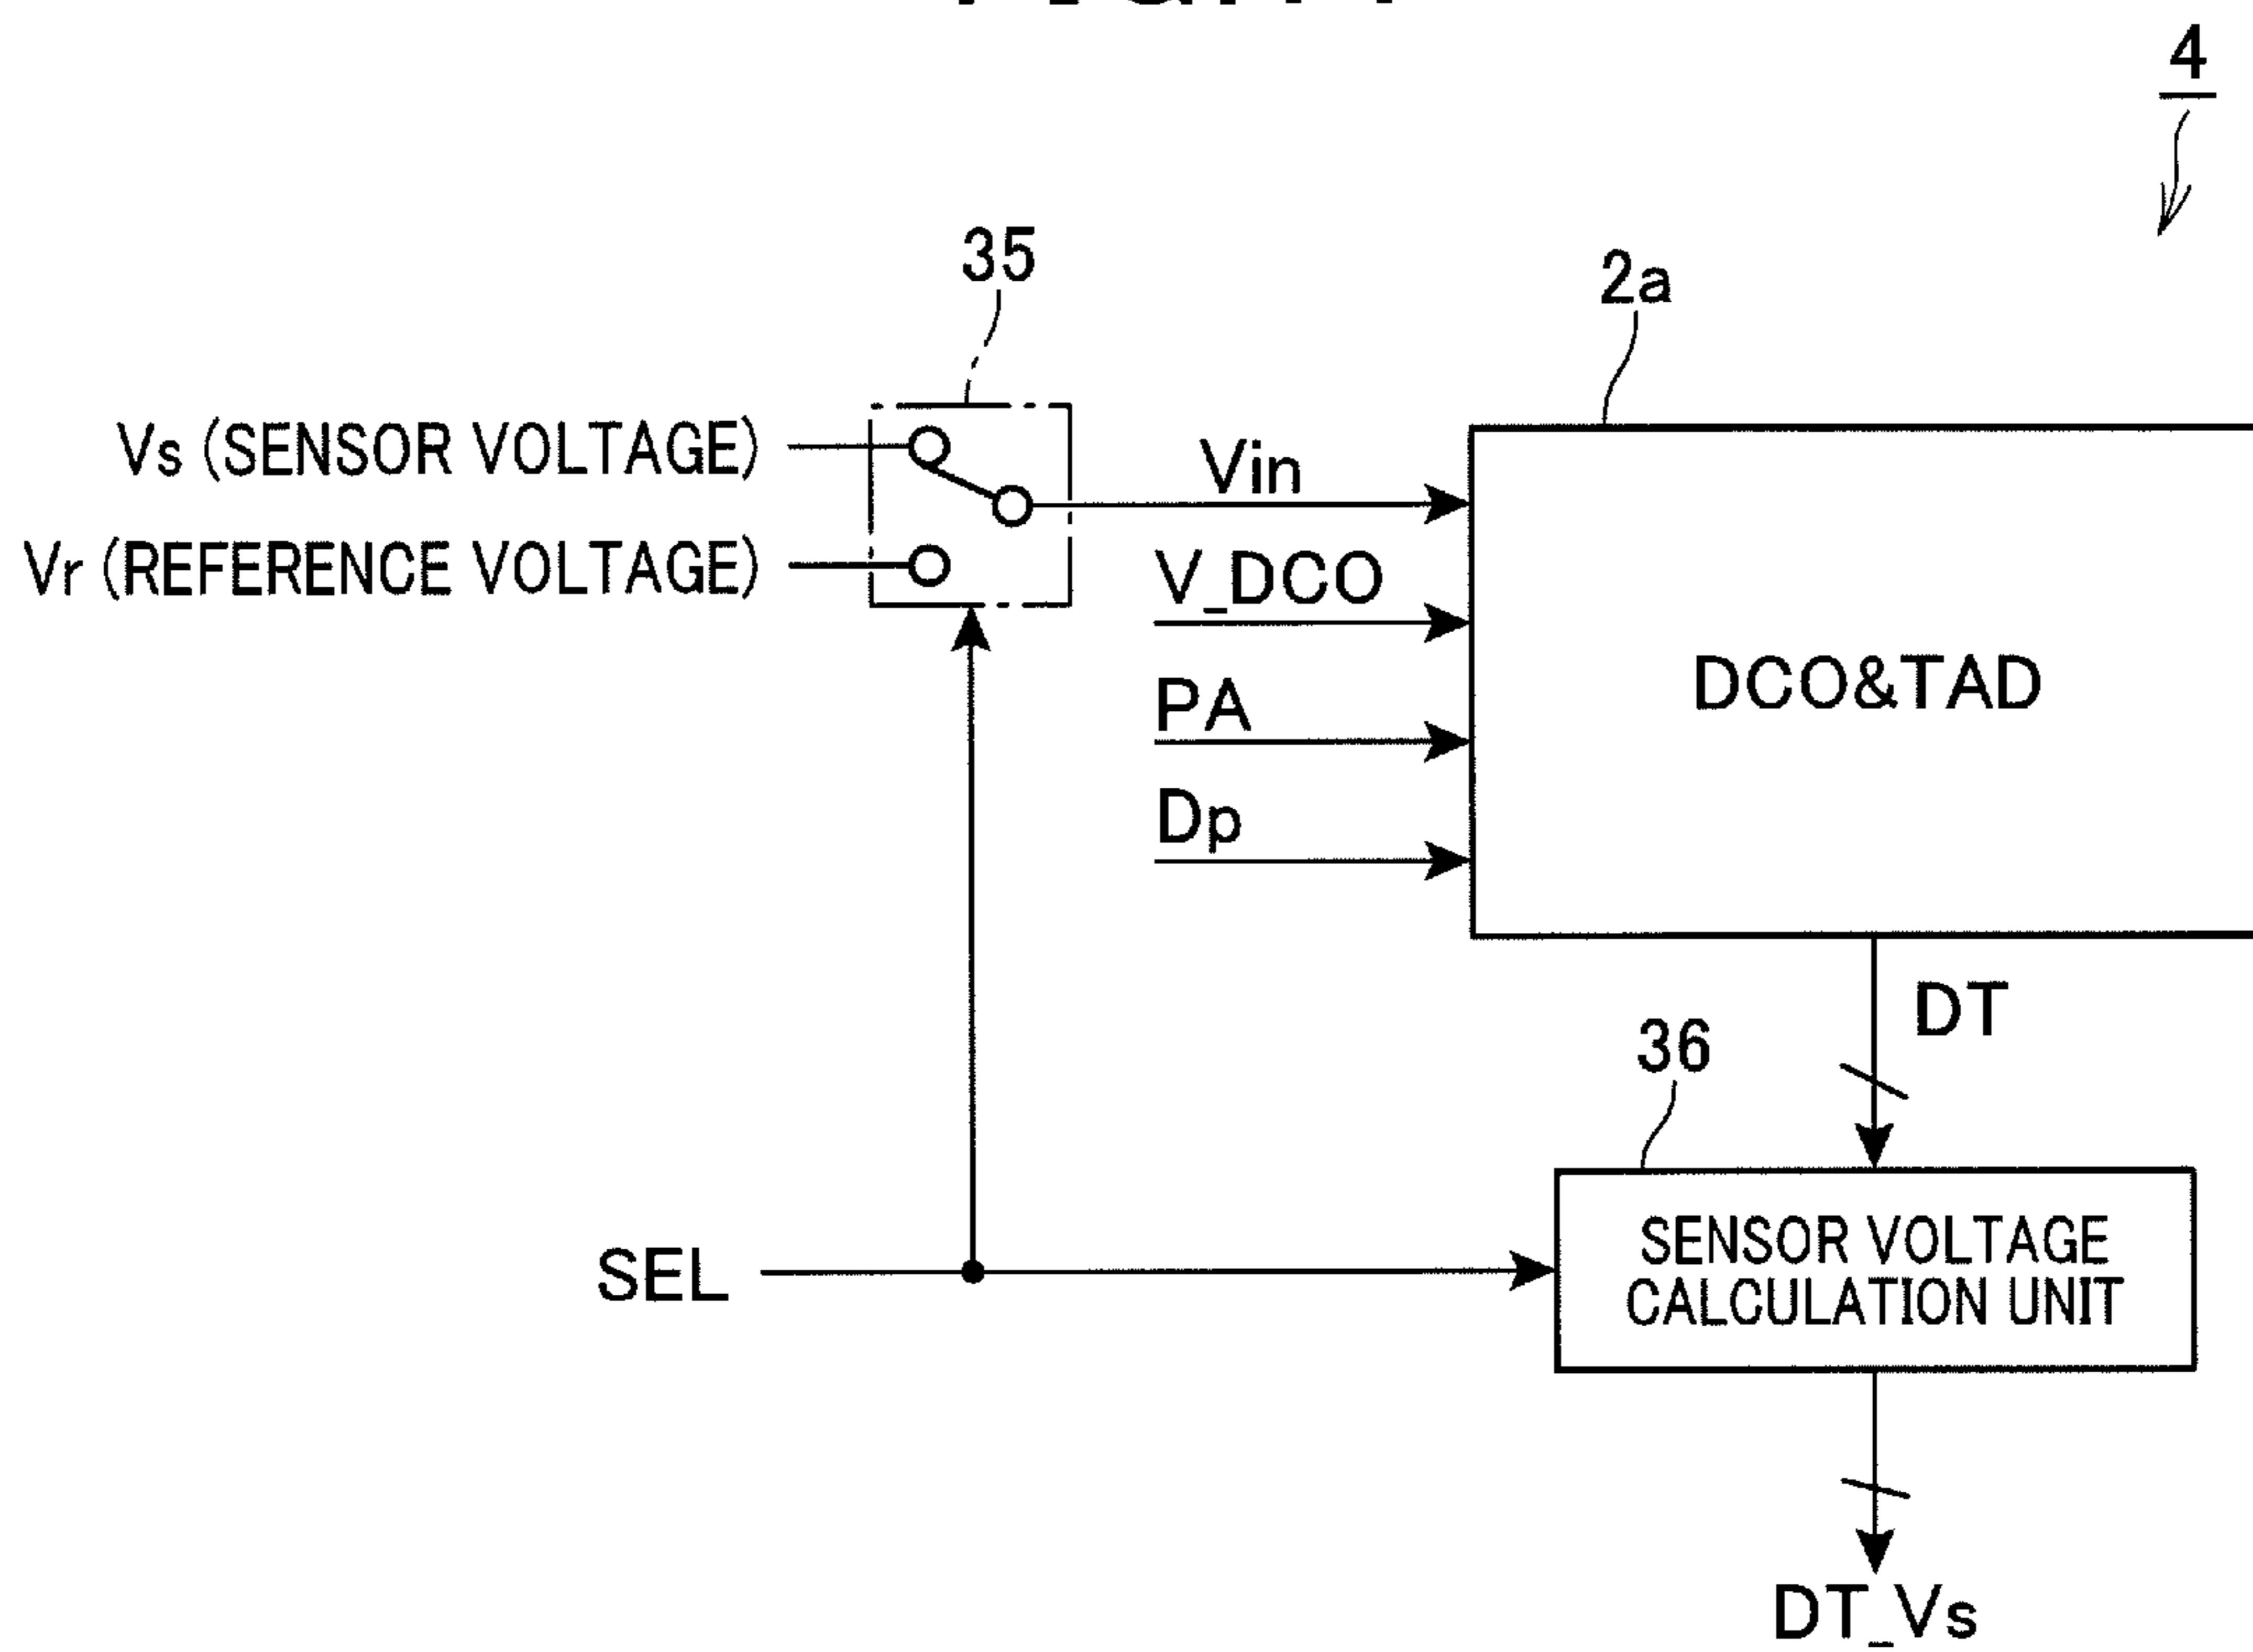 4
35
2a
Vs (SENSOR VOLTAGE)
Vin
Vr (REFERENCE VOLTAGE)
V_DCO
DCO&TAD
PA
Dp
DT
36
SENSOR VOLTAGE
CALCULATION UNIT
SEL
DT_Vs